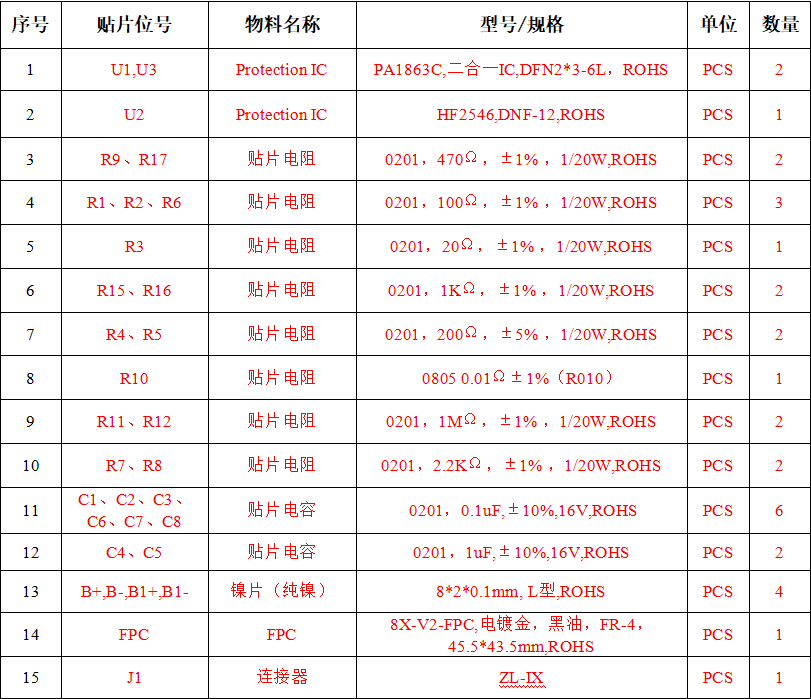 序号 贴片位号 物料名称 型号/规格 单位 数量
1 U1,U3 Protection IC PA1863C,二合一IC,DFN2*3-6L，ROHS PCS 2
2 U2 Protection IC HF2546,DNF-12,ROHS PCS 1
3 R9、R17 贴片电阻 0201，470Ω，±1%，1/20W,ROHS PCS 2
4 R1、R2、R6 贴片电阻 0201，100Ω，±1%，1/20W,ROHS PCS 3
5 R3 贴片电阻 0201，20Ω，±1%，1/20W,ROHS PCS 1
6 R15、R16 贴片电阻 0201，1KΩ，±1%，1/20W,ROHS PCS 2
7 R4、R5 贴片电阻 0201，200Ω，±5%，1/20W,ROHS PCS 2
8 R10 贴片电阻 0805 0.01Ω±1%（R010） PCS 1
9 R11、R12 贴片电阻 0201，1MΩ，±1%，1/20W,ROHS PCS 2
10 R7、R8 贴片电阻 0201，2.2KΩ，±1%，1/20W,ROHS PCS 2
11 C1、C2、C3、
C6、C7、C8 贴片电容 0201，0.1uF,±10%,16V,ROHS PCS 6
12 C4、C5 贴片电容 0201，1uF,±10%,16V,ROHS PCS 2
13 B+,B-,B1+,B1- 镍片（纯镍） 8*2*0.1mm, L型,ROHS PCS 4
14 FPC FPC 8X-V2-FPC,电镀金，黑油，FR-4，
45.5*43.5mm,ROHS PCS 1
15 J1 连接器 ZL-IX PCS 1